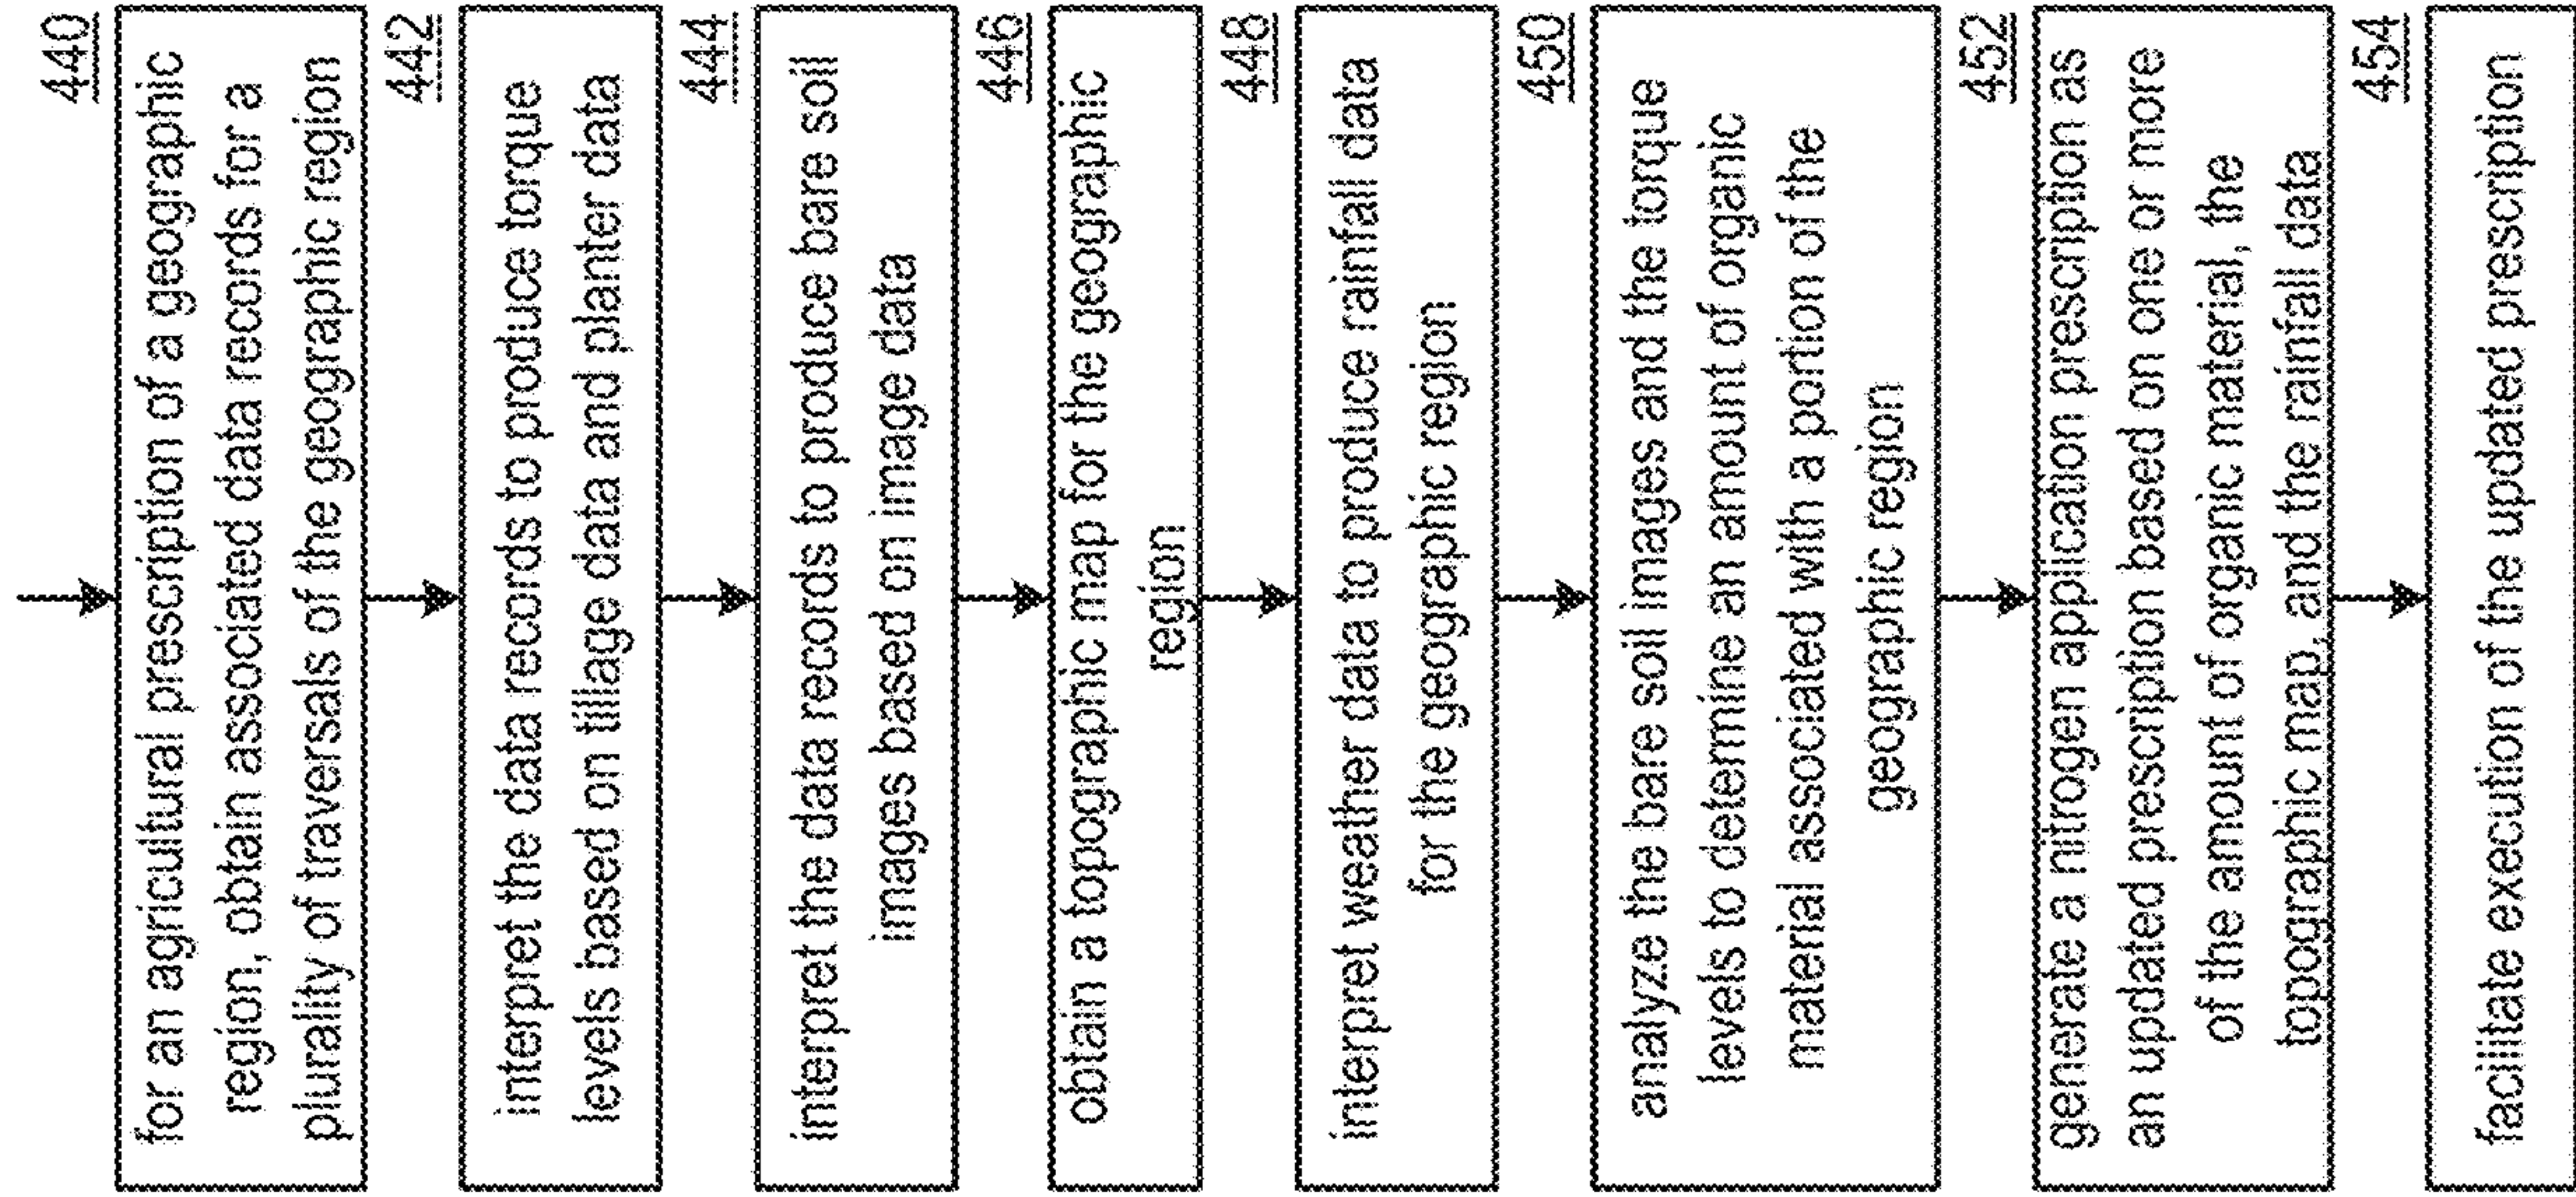 440
for an agricultural prescription of a geographic
region, obtain associated data records for a
plurality of traversals of the geographic region
442
interpret the data records to produce torque
levels based on tillage data and planter data
444
interpret the data records to produce bare soil
images based on image data
446
obtain a topographic map for the geographic
region
448
interpret weather data to produce rainfall data
for the geographic region
450
analyze the bare soil images and the torque
levels to determine an amount of organic
material associated with a portion of the
geographic region
452
generate a nitrogen application prescription as
an updated prescription based on one or more
of the amount of organic material, the
topographic map, and the rainfall data
454
facilitate execution of the updated prescription